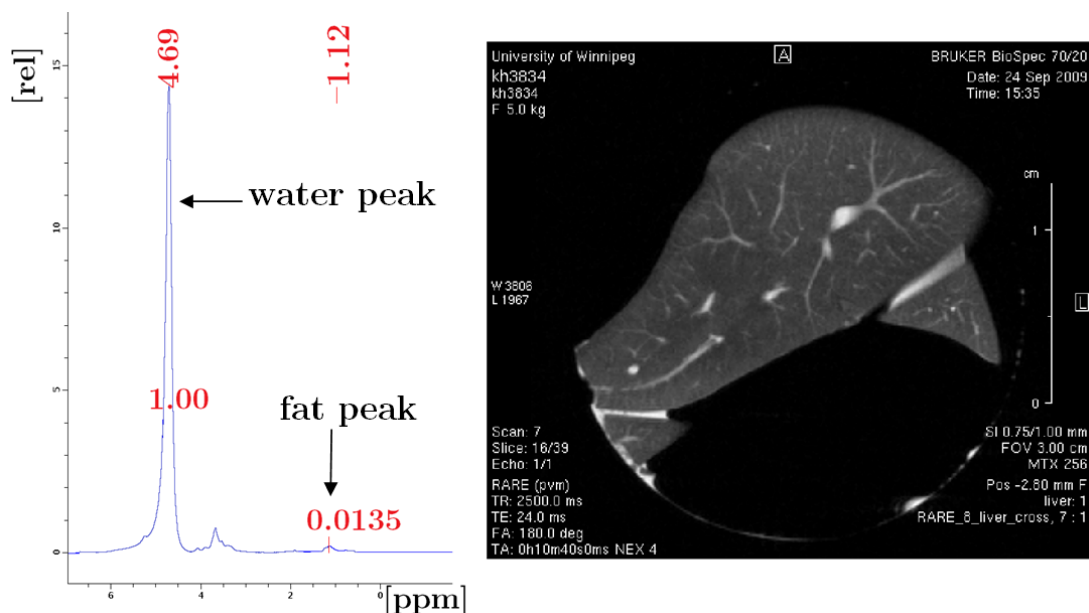 [rel]
15
10
5
0
4.69
-1.12
water peak
1.00
fat peak
0.0135
6
4
2
0
[ppm]
University of Winnipeg
kh3834
kh3834
F 5.0 kg
A
BRUKER BioSpec 70/20
Date: 24 Sep 2009
Time: 15:35
cm
1
0
L
W 3806
L 1967
Scan: 7
Slice: 16/39
Echo: 1/1
RARE (pvm)
TR: 2500.0 ms
TE: 24.0 ms
FA: 180.0 deg
TA: 0h10m40s0ms NEX 4
SI 0.75/1.00 mm
FOV 3.00 cm
MTX 256
Pos -2.80 mm F
liver: 1
RARE_8_liver_cross, 7 : 1